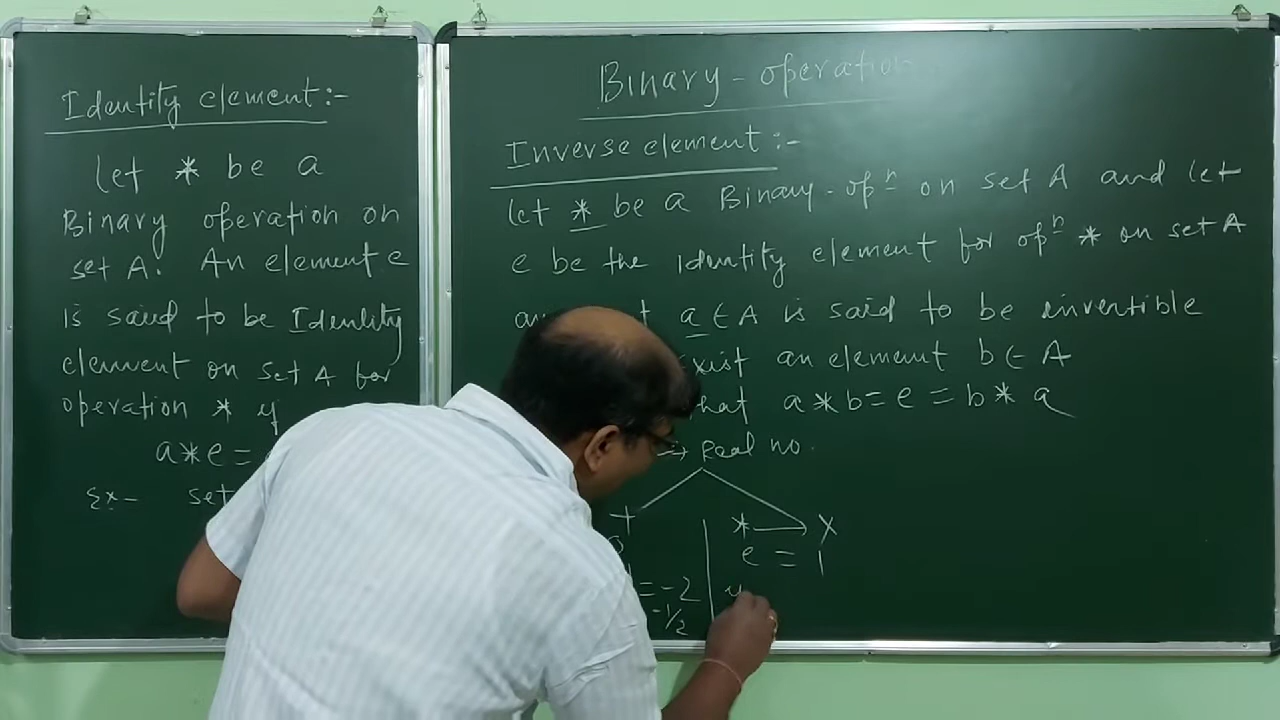 Identity element:-
Let * be a
Binary operation on
set A. An element e
is said to be Identity
element on set A for
operation * if
a*e=
Ex- set
Binary-operation
Inverse element:-
let * be a Binary-opn on set A and let
e be the Identity element for opn * on set A
a ∈ A is said to be invertible
exist an element b ∈ A
that a*b=e=b*a
→ Real no.
+
* → ×
e = 1
= -2
-1/2